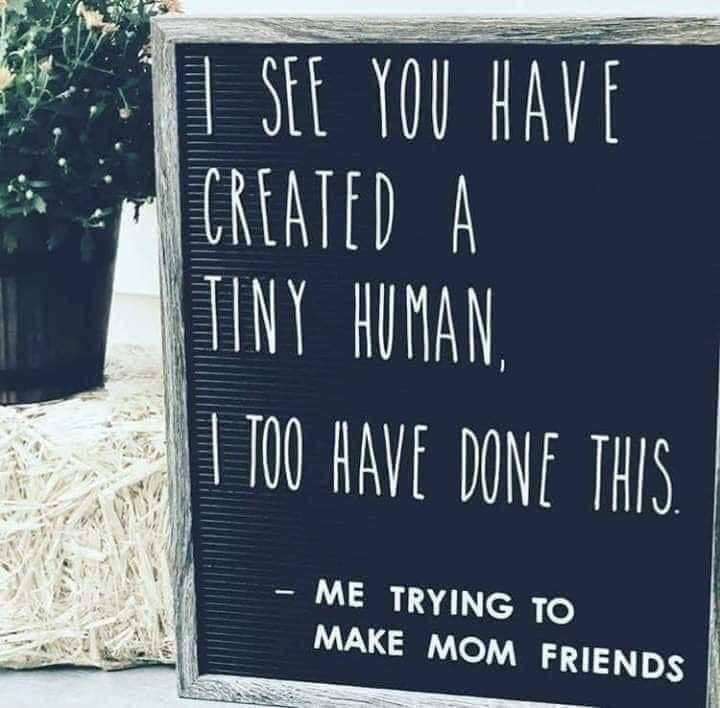 I SEE YOU HAVE
CREATED A
TINY HUMAN,
I TOO HAVE DONE THIS.
- ME TRYING TO
MAKE MOM FRIENDS